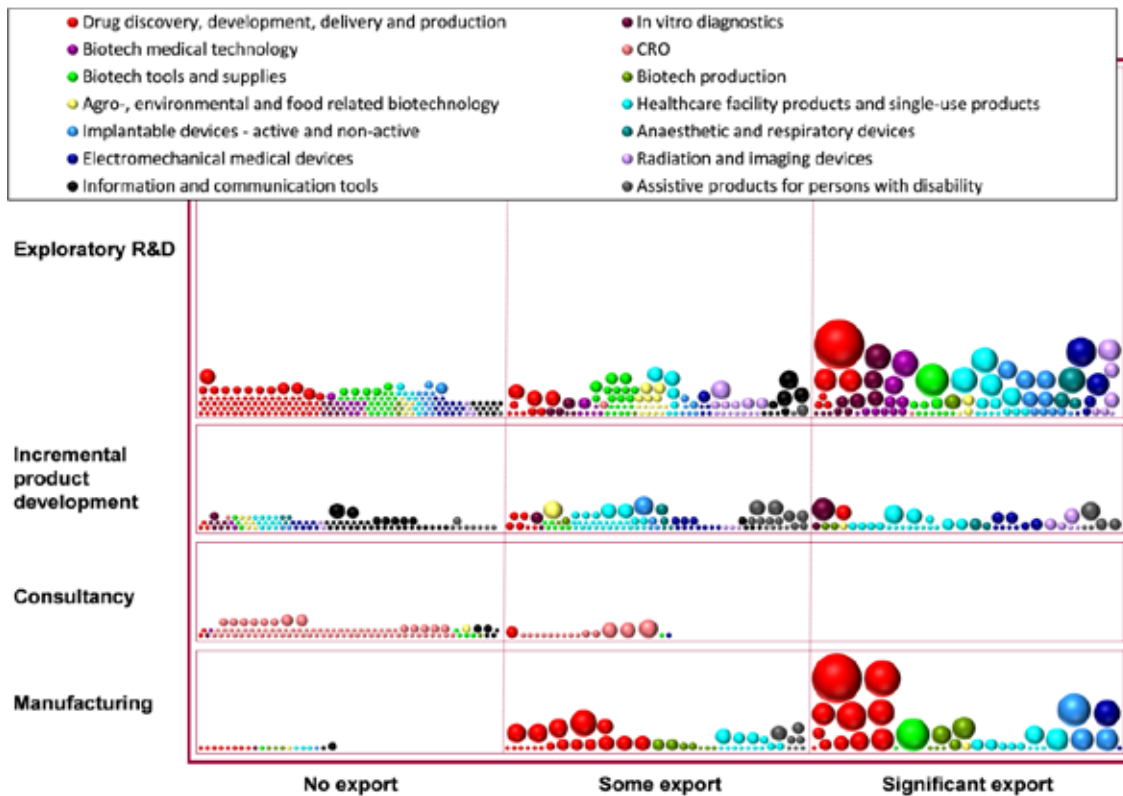 Drug discovery, development, delivery and production
In vitro diagnostics
Biotech medical technology
CRO
Biotech tools and supplies
Biotech production
Agro-, environmental and food related biotechnology
Healthcare facility products and single-use products
Implantable devices - active and non-active
Anaesthetic and respiratory devices
Electromechanical medical devices
Radiation and imaging devices
Information and communication tools
Assistive products for persons with disability
Exploratory R&D
Incremental
product
development
Consultancy
Manufacturing
No export
Some export
Significant export